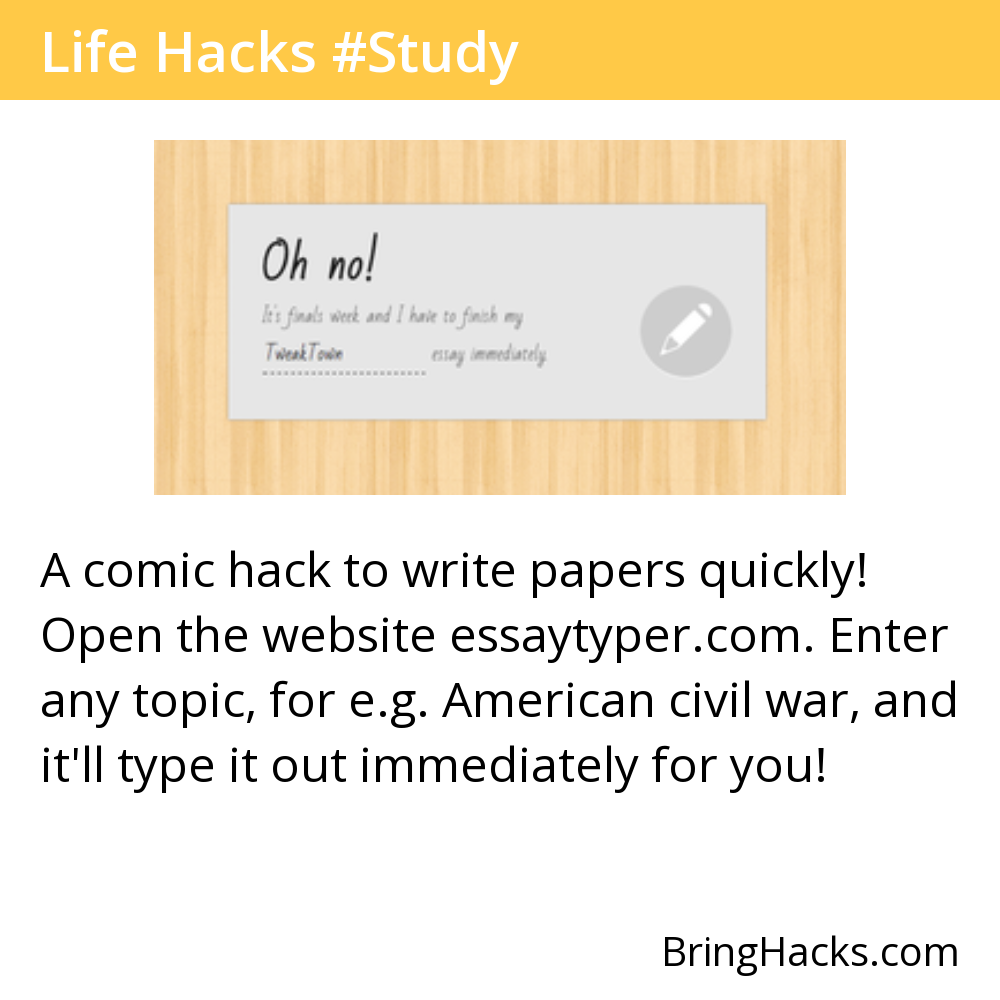 Life Hacks #Study
Oh no!
It's finals week and I have to finish my
TweakTown essay immediately.
A comic hack to write papers quickly!
Open the website essaytyper.com. Enter
any topic, for e.g. American civil war, and
it'll type it out immediately for you!
BringHacks.com